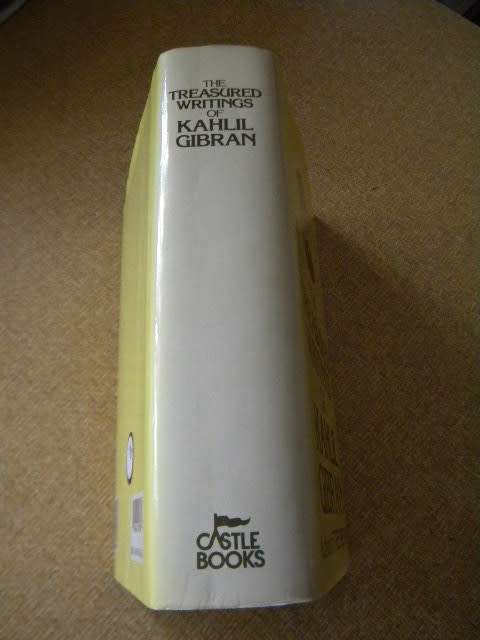 THE
TREASURED
WRITINGS
OF
KAHLIL
GIBRAN
CASTLE
BOOKS